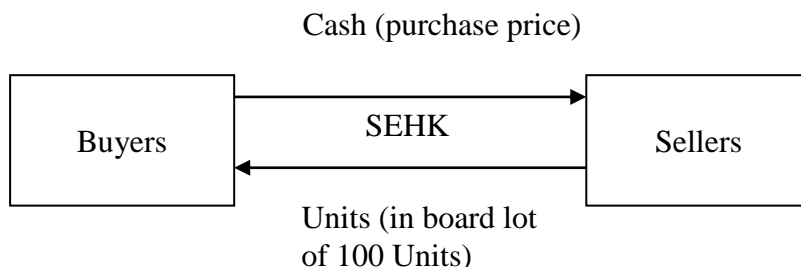 Cash (purchase price)
Buyers
SEHK
Sellers
Units (in board lot
of 100 Units)